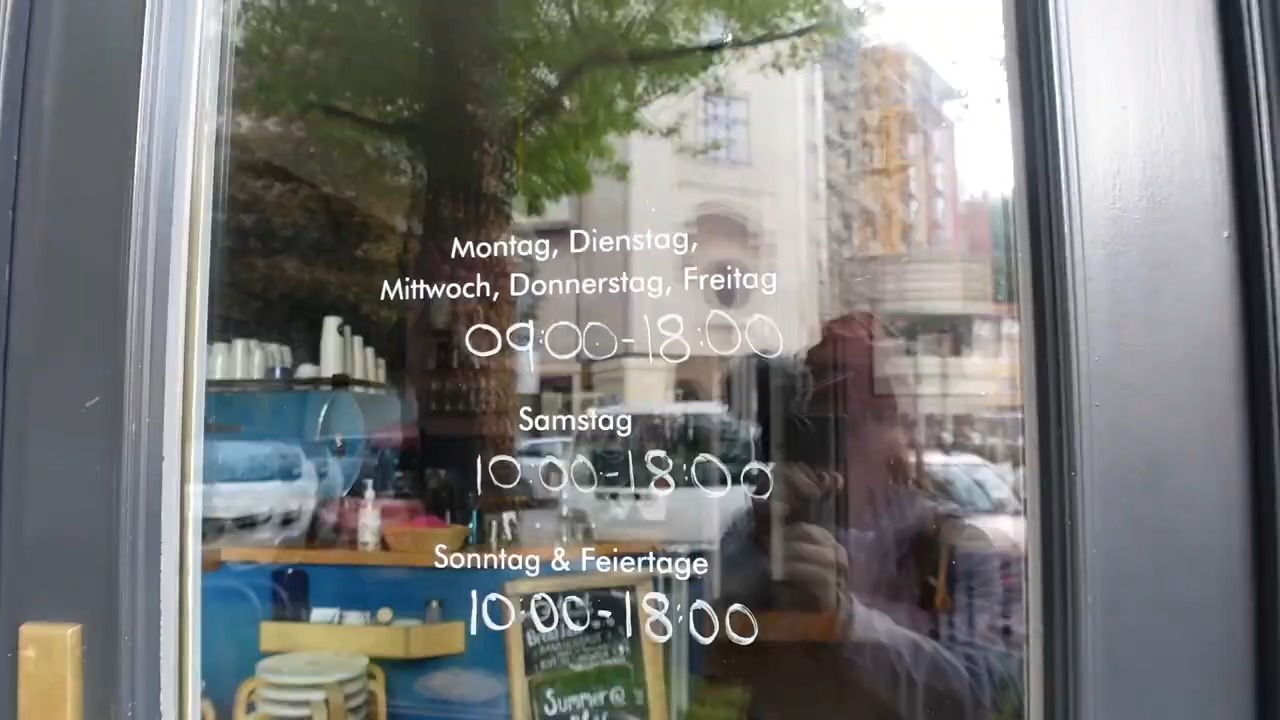 Montag, Dienstag,
Mittwoch, Donnerstag, Freitag
09:00-18:00
Samstag
10:00-18:00
Sonntag & Feiertage
10:00-18:00
Summer@